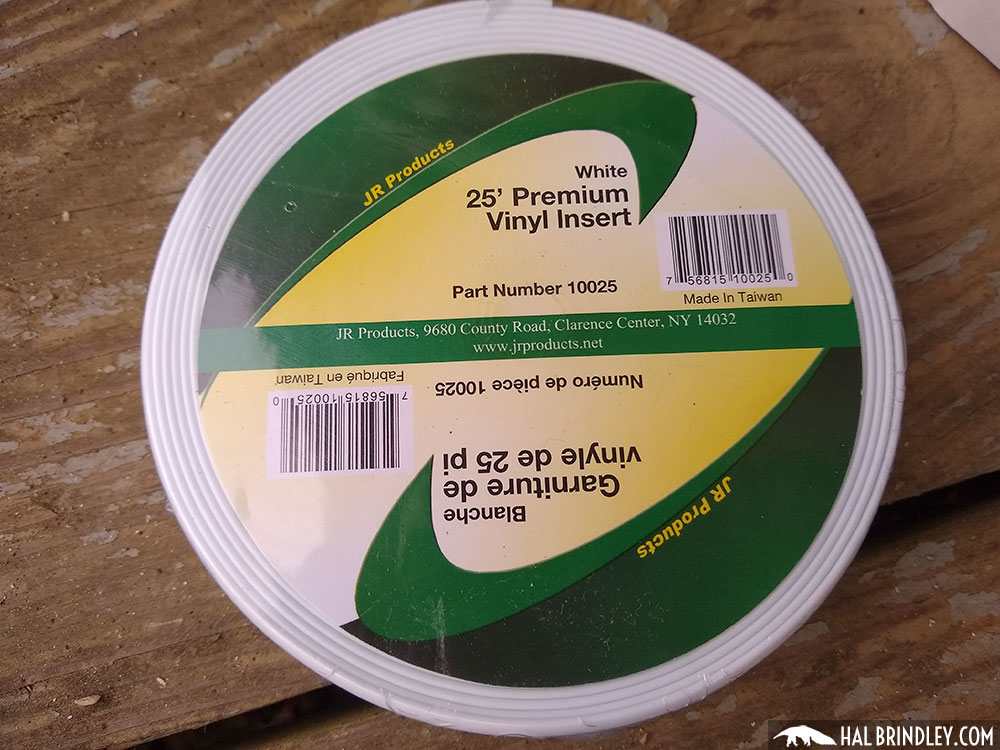 JR Products
White
25’ Premium
Vinyl Insert
Part Number 10025
7 56815 10025 0
Made In Taiwan
JR Products, 9680 County Road, Clarence Center, NY 14032
www.jrproducts.net
JR Products
Blanche
Garniture de
vinyle de 25 pi
Numéro de pièce 10025
7 56815 10025 0
Fabriqué en Taiwan
HAL BRINDLEY.COM